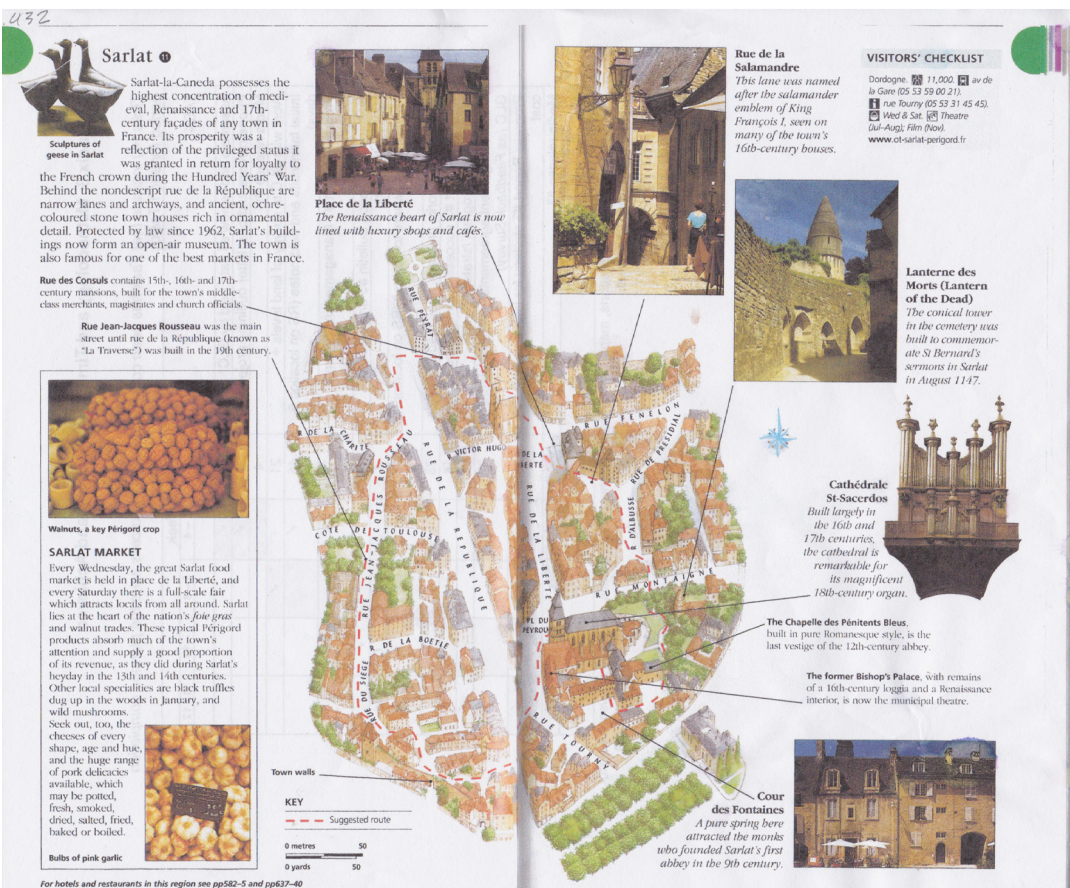 432
Sarlat 11
Sculptures of
geese in Sarlat
Sarlat-la-Caneda possesses the
highest concentration of medi-
eval, Renaissance and 17th-
century façades of any town in
France. Its prosperity was a
reflection of the privileged status it
was granted in return for loyalty to
the French crown during the Hundred Years' War.
Behind the nondescript rue de la République are
narrow lanes and archways, and ancient, ochre-
coloured stone town houses rich in ornamental
detail. Protected by law since 1962, Sarlat's build-
ings now form an open-air museum. The town is
also famous for one of the best markets in France.
Place de la Liberté
The Renaissance heart of Sarlat is now
lined with luxury shops and cafés.
Rue des Consuls contains 15th-, 16th- and 17th-
century mansions, built for the town's middle-
class merchants, magistrates and church officials.
Rue Jean-Jacques Rousseau was the main
street until rue de la République (known as
"La Traverse") was built in the 19th century.
Walnuts, a key Périgord crop
SARLAT MARKET
Every Wednesday, the great Sarlat food
market is held in place de la Liberté, and
every Saturday there is a full-scale fair
which attracts locals from all around. Sarlat
lies at the heart of the nation's foie gras
and walnut trades. These typical Périgord
products absorb much of the town's
attention and supply a good proportion
of its revenue, as they did during Sarlat's
heyday in the 13th and 14th centuries.
Other local specialities are black truffles
dug up in the woods in January, and
wild mushrooms.
Seek out, too, the
cheeses of every
shape, age and hue,
and the huge range
of pork delicacies
available, which
may be potted,
fresh, smoked,
dried, salted, fried,
baked or boiled.
Bulbs of pink garlic
RUE PEYRAT
R DE LA CHARITE
RUE JEAN-JACQUES ROUSSEAU
RUE DE LA REPUBLIQUE
R VICTOR HUGO
COTE DE TOULOUSE
R DE LA BOETIE
RUE DU SIEGE
DE LA
BERTE
RUE DE LA LIBERTE
RUE FENELON
RUE DE PRESIDIAL
R D'ALBUSSE
RUE MONTAIGNE
PL DU
PEYROU
RUE TOURNY
Town walls
KEY
Suggested route
0 metres 50
0 yards 50
For hotels and restaurants in this region see pp582–5 and pp637–40
Rue de la
Salamandre
This lane was named
after the salamander
emblem of King
François I, seen on
many of the town's
16th-century houses.
VISITORS' CHECKLIST
Dordogne. 11,000. av de
la Gare (05 53 59 00 21).
rue Tourny (05 53 31 45 45).
Wed & Sat. Theatre
(Jul–Aug); Film (Nov).
www.ot-sarlat-perigord.fr
Lanterne des
Morts (Lantern
of the Dead)
The conical tower
in the cemetery was
built to commemor-
ate St Bernard's
sermons in Sarlat
in August 1147.
Cathédrale
St-Sacerdos
Built largely in
the 16th and
17th centuries,
the cathedral is
remarkable for
its magnificent
18th-century organ.
The Chapelle des Pénitents Bleus,
built in pure Romanesque style, is the
last vestige of the 12th-century abbey.
The former Bishop's Palace, with remains
of a 16th-century loggia and a Renaissance
interior, is now the municipal theatre.
Cour
des Fontaines
A pure spring here
attracted the monks
who founded Sarlat's first
abbey in the 9th century.